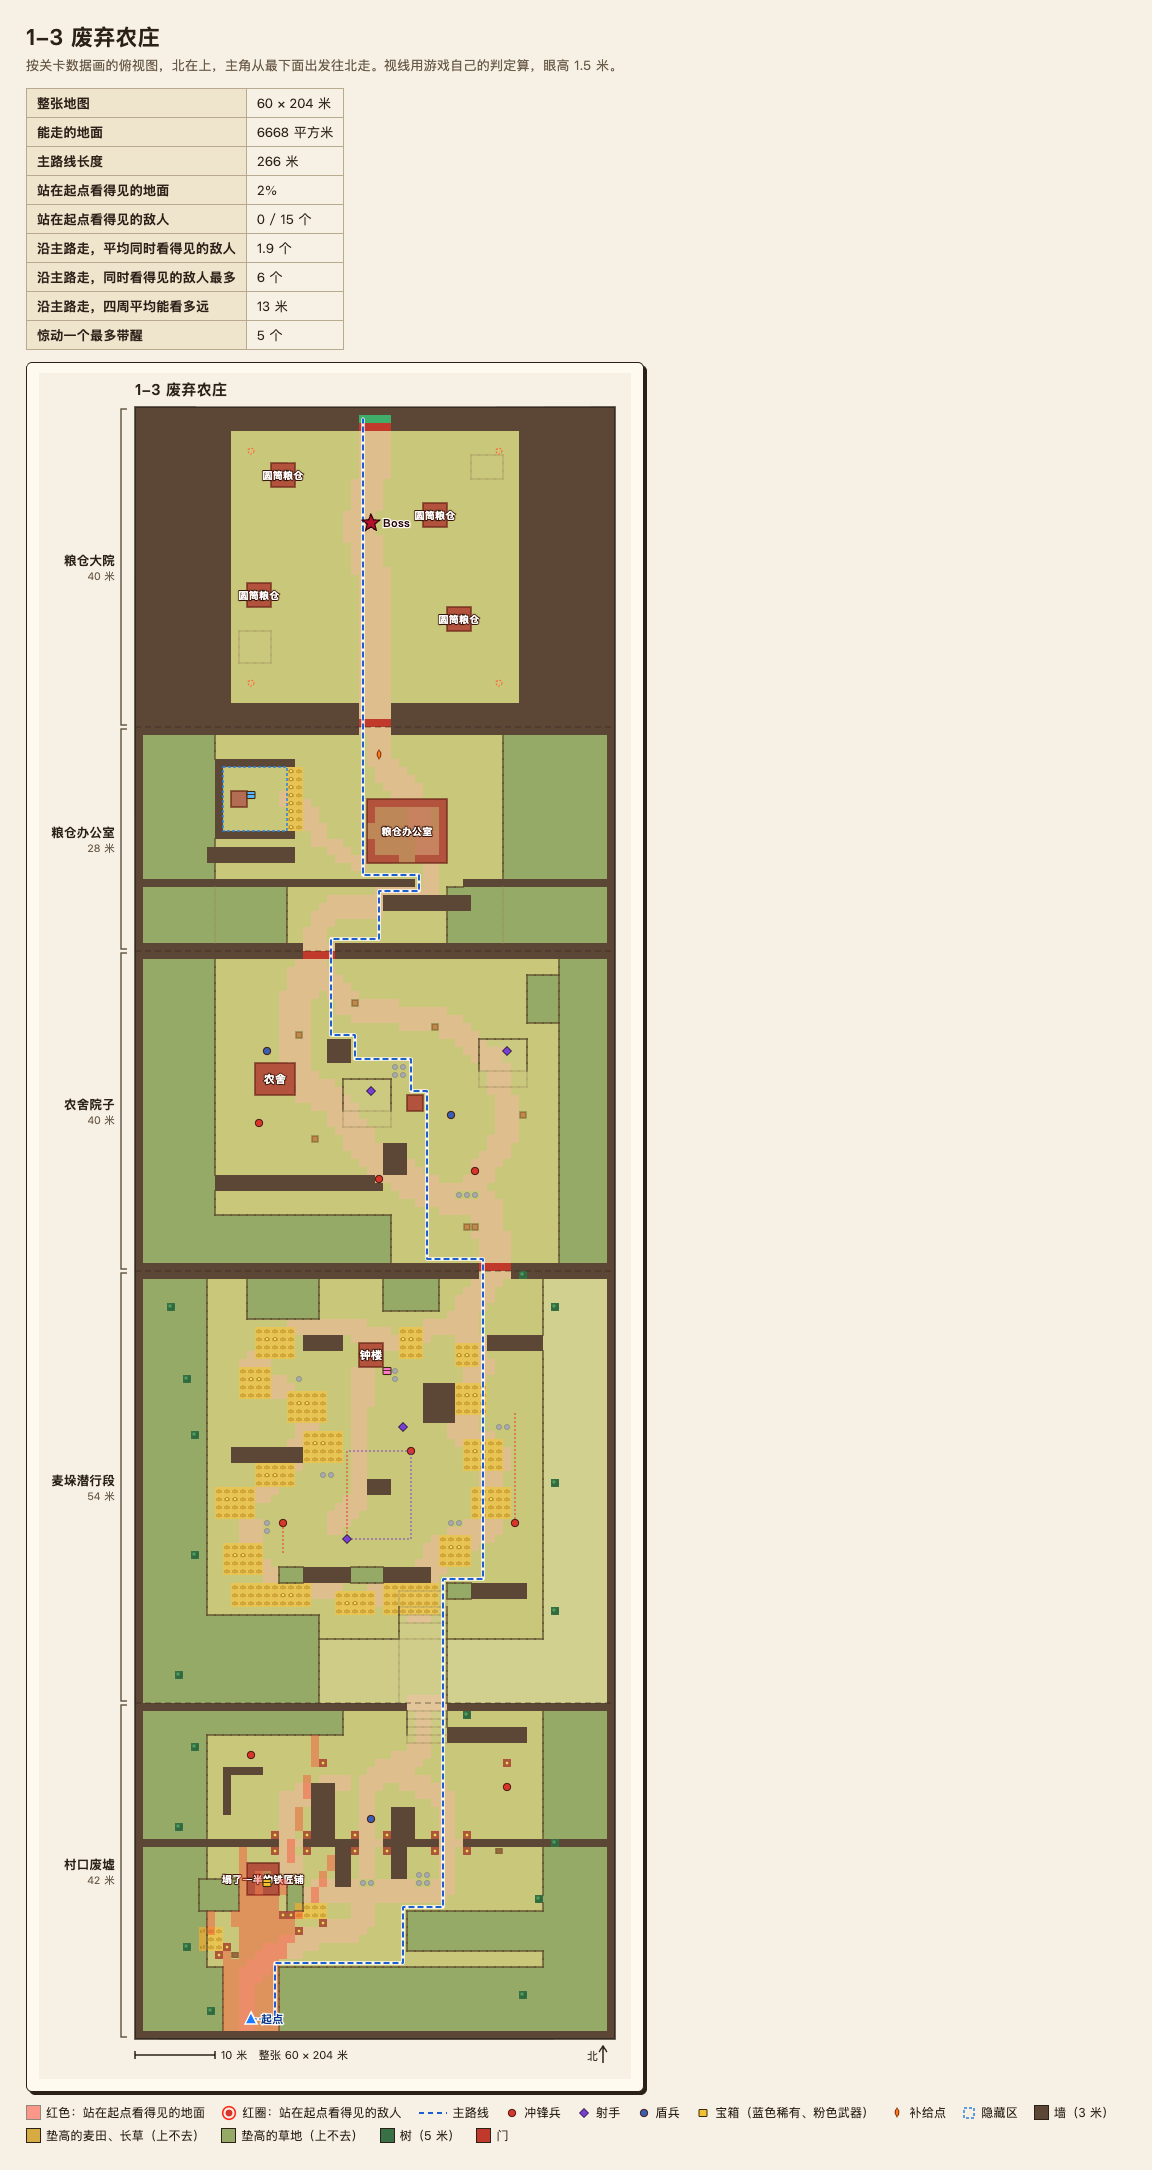 1–3 废弃农庄
按关卡数据画的俯视图，北在上，主角从最下面出发往北走。视线用游戏自己的判定算，眼高 1.5 米。
整张地图 60 × 204 米
能走的地面 6668 平方米
主路线长度 266 米
站在起点看得见的地面 2%
站在起点看得见的敌人 0 / 15 个
沿主路走，平均同时看得见的敌人 1.9 个
沿主路走，同时看得见的敌人最多 6 个
沿主路走，四周平均能看多远 13 米
惊动一个最多带醒 5 个
1–3 废弃农庄
圆筒粮仓
圆筒粮仓
Boss
粮仓大院
40 米
圆筒粮仓
圆筒粮仓
粮仓办公室
28 米
粮仓办公室
农舍
农舍院子
40 米
钟楼
麦垛潜行段
54 米
村口废墟
42 米
塌了一半的铁匠铺
起点
10 米 整张 60 × 204 米
北
红色：站在起点看得见的地面 红圈：站在起点看得见的敌人 主路线 冲锋兵 射手 盾兵 宝箱（蓝色稀有、粉色武器） 补给点 隐藏区 墙（3 米）
垫高的麦田、长草（上不去） 垫高的草地（上不去） 树（5 米） 门